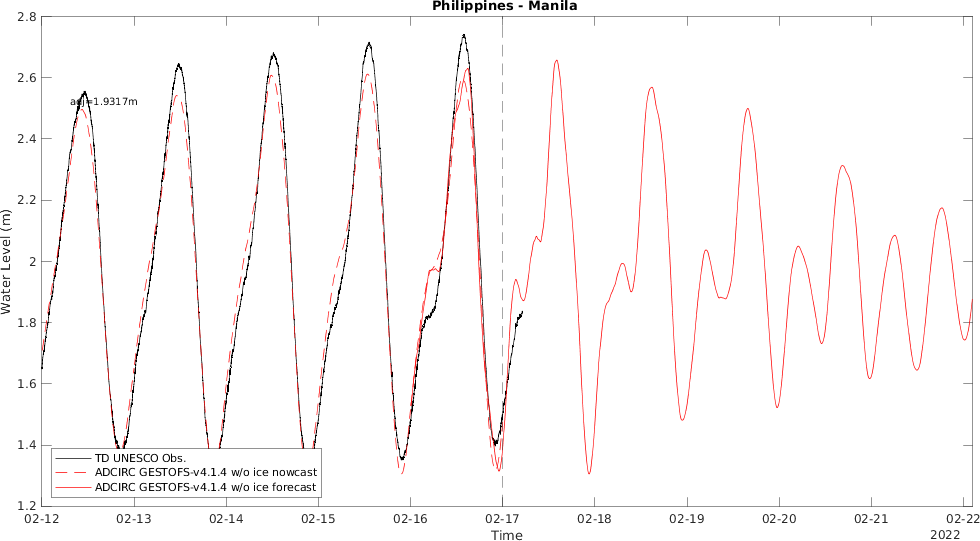 Philippines - Manila
2.8
2.6
2.4
2.2
2
1.8
1.6
1.4
1.2
Water Level (m)
adj=1.9317m
TD UNESCO Obs.
ADCIRC GESTOFS-v4.1.4 w/o ice nowcast
ADCIRC GESTOFS-v4.1.4 w/o ice forecast
02-12 02-13 02-14 02-15 02-16 02-17 02-18 02-19 02-20 02-21 02-22
Time
2022